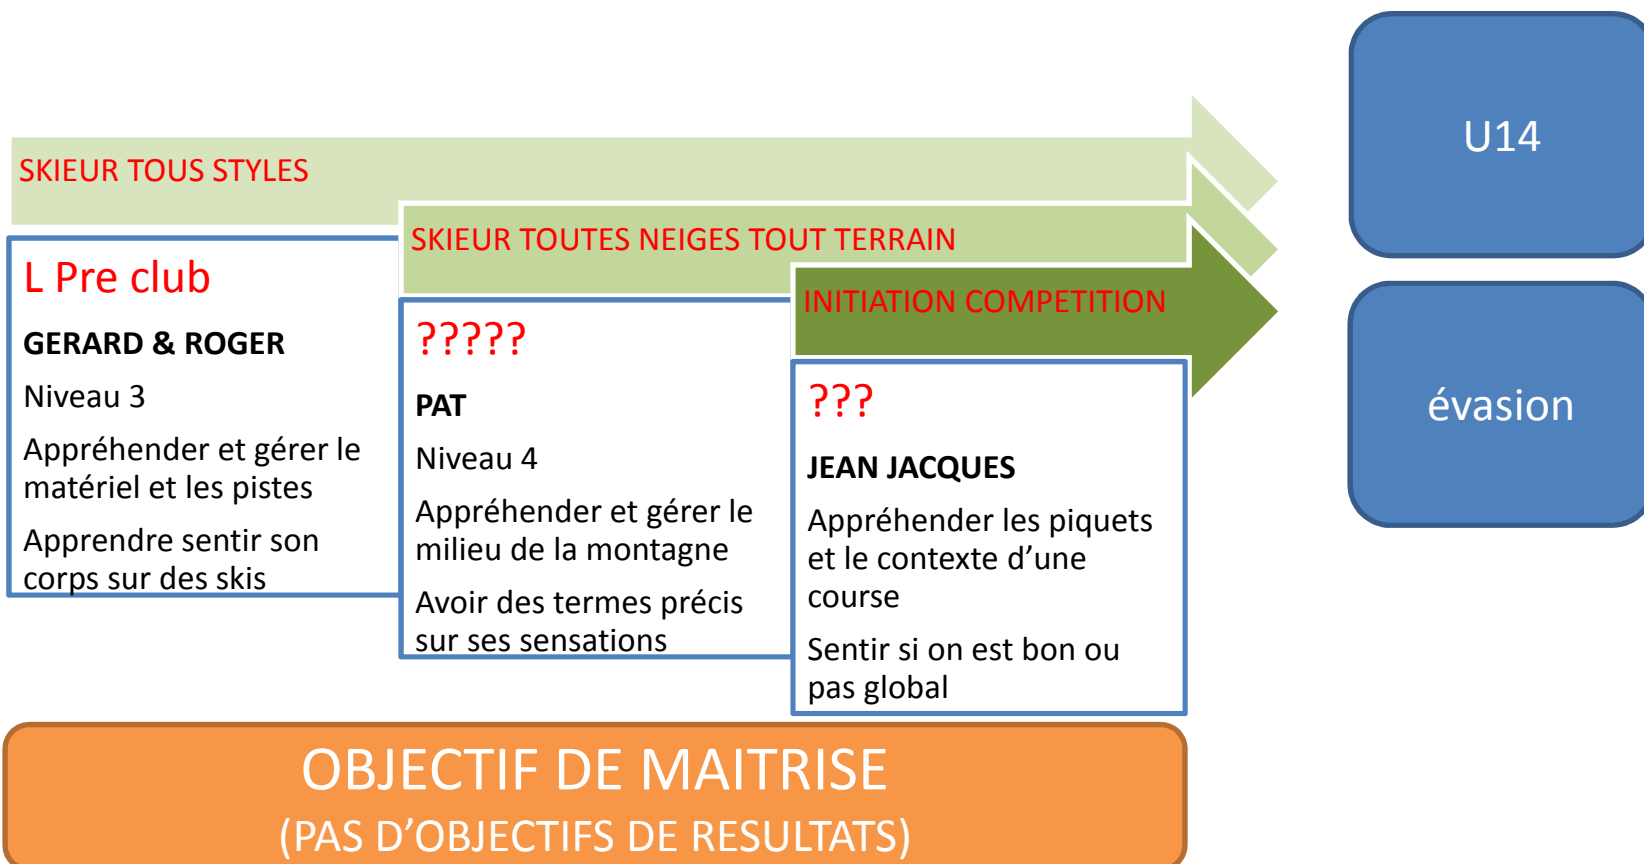 SKIEUR TOUS STYLES
L Pre club
GERARD & ROGER
Niveau 3
Appréhender et gérer le
matériel et les pistes
Apprendre sentir son
corps sur des skis
SKIEUR TOUTES NEIGES TOUT TERRAIN
?????
PAT
Niveau 4
Appréhender et gérer le
milieu de la montagne
Avoir des termes précis
sur ses sensations
INITIATION COMPETITION
???
JEAN JACQUES
Appréhender les piquets
et le contexte d’une
course
Sentir si on est bon ou
pas global
U14
évasion
OBJECTIF DE MAITRISE
(PAS D’OBJECTIFS DE RESULTATS)